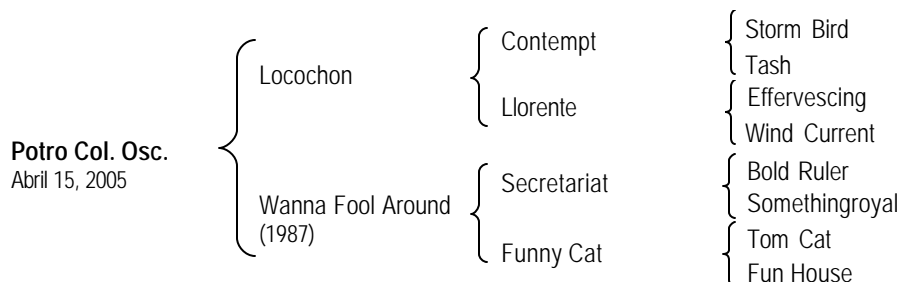 Potro Col. Osc.
Abril 15, 2005
Locochon
Wanna Fool Around
(1987)
Contempt
Llorente
Secretariat
Funny Cat
Storm Bird
Tash
Effervescing
Wind Current
Bold Ruler
Somethingroyal
Tom Cat
Fun House